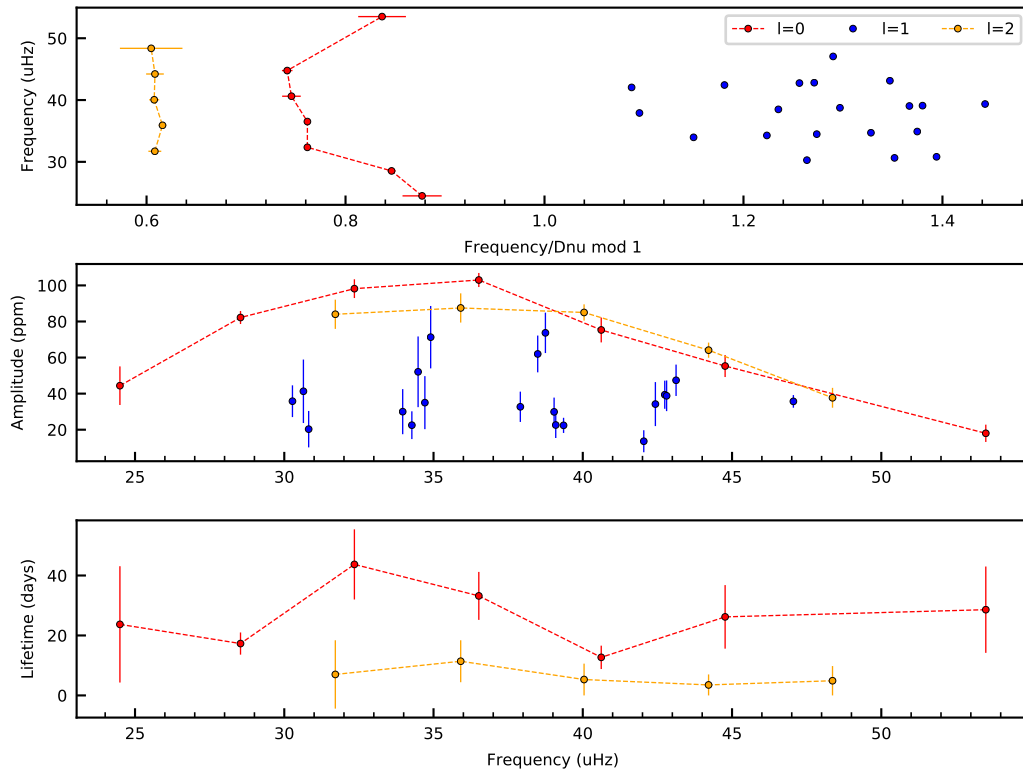 Frequency (uHz)
50
40
30
l=0 l=1 l=2
0.6 0.8 1.0 1.2 1.4
Frequency/Dnu mod 1
Amplitude (ppm)
100
80
60
40
20
25 30 35 40 45 50
Lifetime (days)
40
20
0
25 30 35 40 45 50
Frequency (uHz)